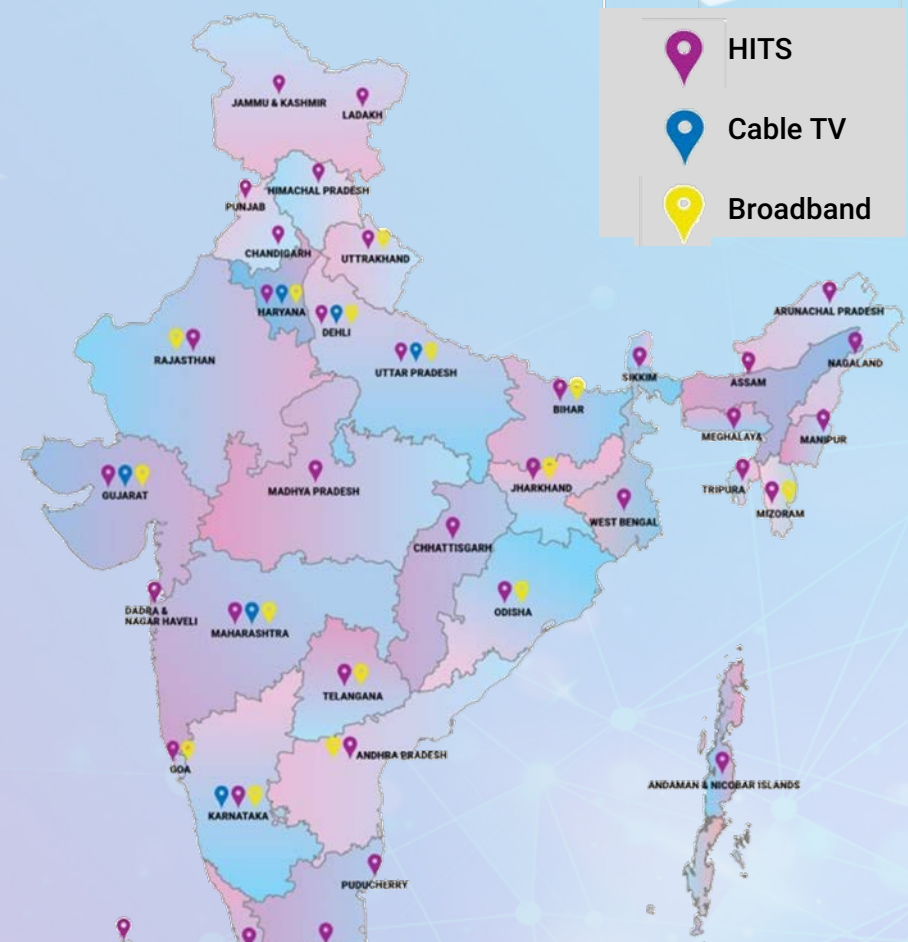 HITS
Cable TV
Broadband
JAMMU & KASHMIR
LADAKH
HIMACHAL PRADESH
PUNJAB
CHANDIGARH
UTTRAKHAND
HARYANA
DEHLI
RAJASTHAN
UTTAR PRADESH
BIHAR
SIKKIM
ARUNACHAL PRADESH
NAGALAND
ASSAM
MEGHALAYA
MANIPUR
TRIPURA
MIZORAM
GUJARAT
MADHYA PRADESH
JHARKHAND
WEST BENGAL
CHHATTISGARH
ODISHA
DADRA &
NAGAR HAVELI
MAHARASHTRA
TELANGANA
GOA
ANDHRA PRADESH
ANDAMAN & NICOBAR ISLANDS
KARNATAKA
PUDUCHERRY